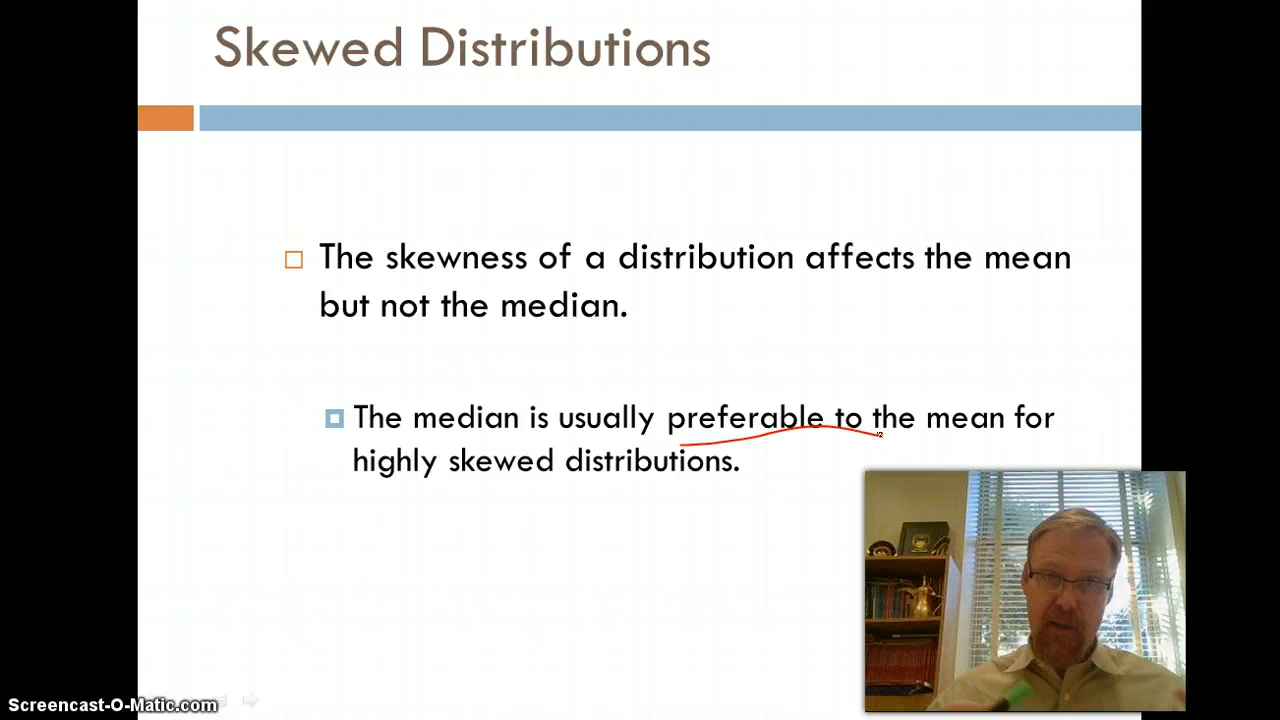 Skewed Distributions
The skewness of a distribution affects the mean
but not the median.
The median is usually preferable to the mean for
highly skewed distributions.
Screencast-O-Matic.com